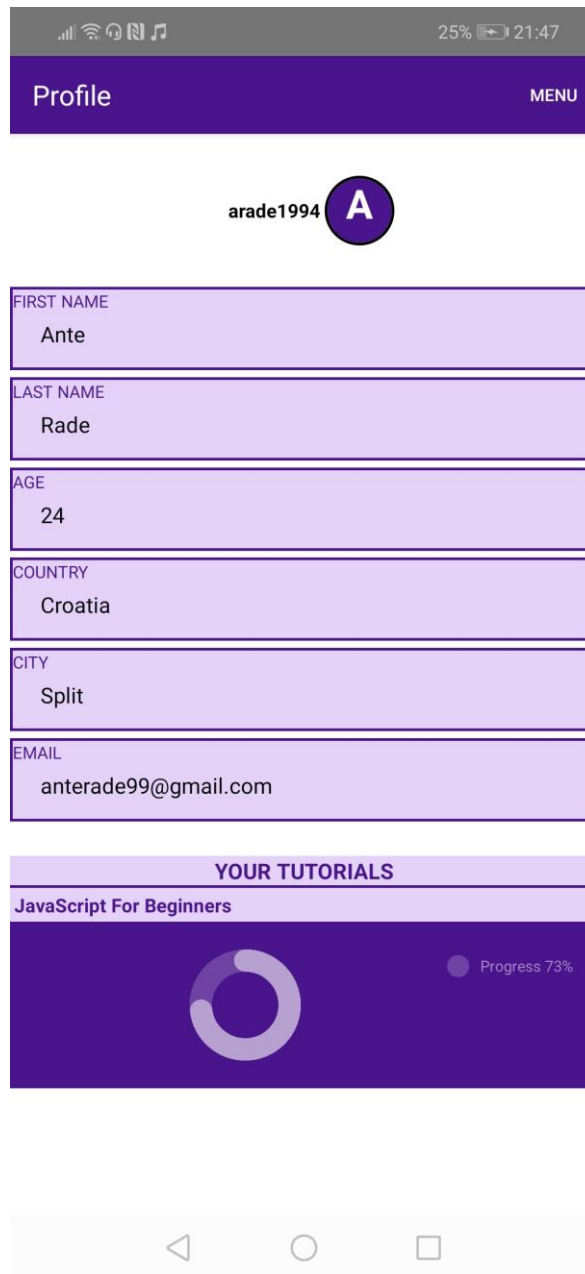 25% 21:47
Profile MENU
arade1994 A
FIRST NAME
Ante
LAST NAME
Rade
AGE
24
COUNTRY
Croatia
CITY
Split
EMAIL
anterade99@gmail.com
YOUR TUTORIALS
JavaScript For Beginners
Progress 73%